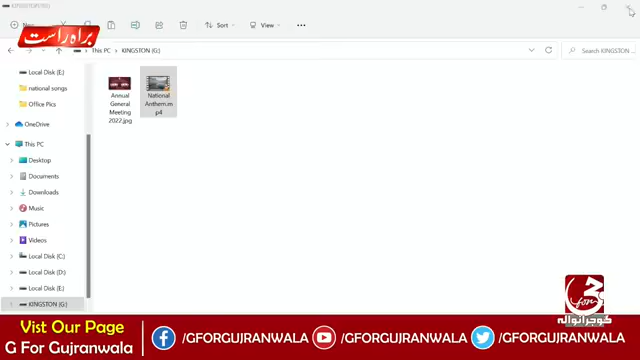 KINGSTON (G:)
براہ راست
New
Sort
View
This PC
KINGSTON (G:)
Search KINGSTON ...
Local Disk (E:)
national songs
Office Pics
OneDrive
This PC
Desktop
Documents
Downloads
Music
Pictures
Videos
Local Disk (C:)
Local Disk (D:)
Local Disk (E:)
KINGSTON (G:)
Annual
General
Meeting
2022.jpg
National
Anthem.m
p4
گوجرانوالہ
Vist Our Page
G For Gujranwala
/GFORGUJRANWALA
/GFORGUJRANWALA
/GFORGUJRANWALA